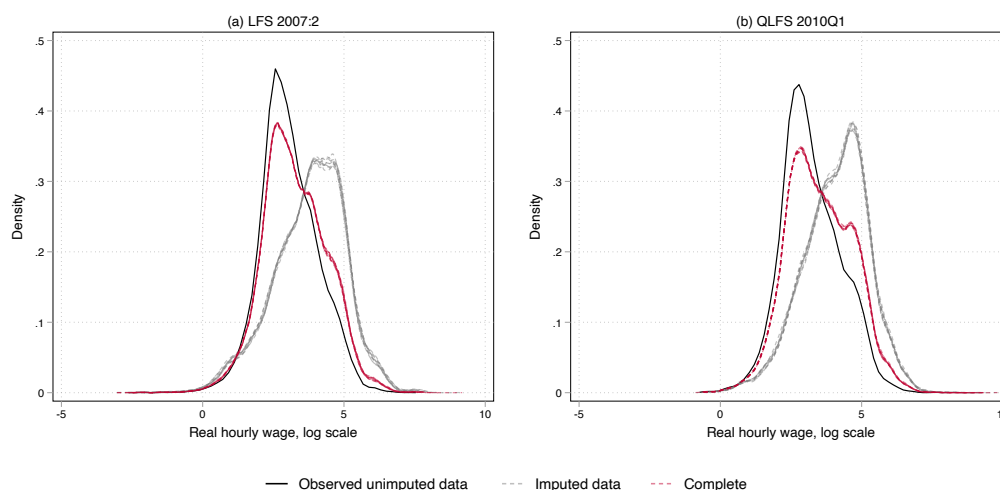 (a) LFS 2007:2
(b) QLFS 2010Q1
.5
.4
.3
.2
.1
0
Density
-5 0 5 10
Real hourly wage, log scale
.5
.4
.3
.2
.1
0
Density
-5 0 5 1
Real hourly wage, log scale
Observed unimputed data Imputed data Complete